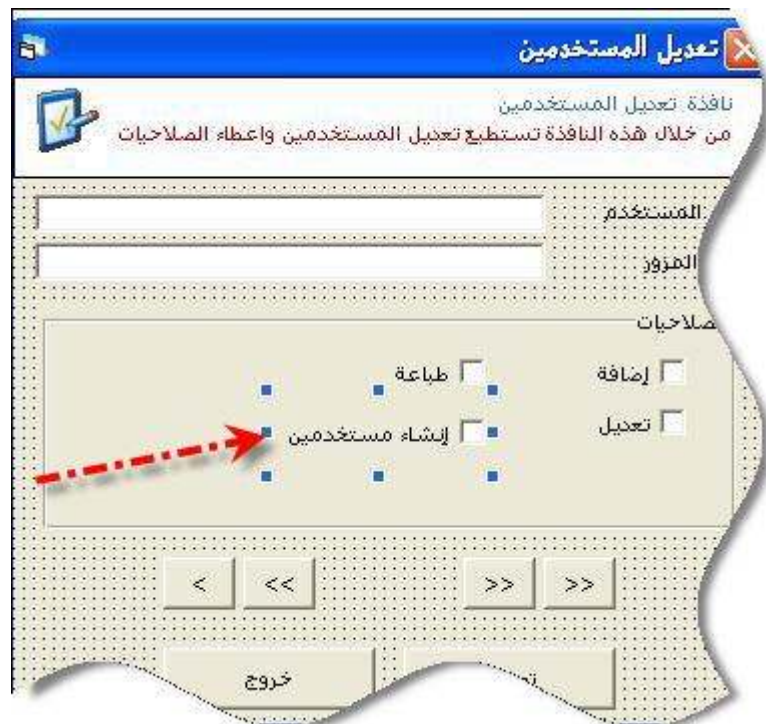 تعديل المستخدمين
نافذة تعديل المستخدمين
من خلال هذه النافذة تستطيع تعديل المستخدمين واعطاء الصلاحيات
المستخدم
المرور
صلاحيات
إضافة
طباعة
تعديل
إنشاء مستخدمين
< << >> >>
خروج